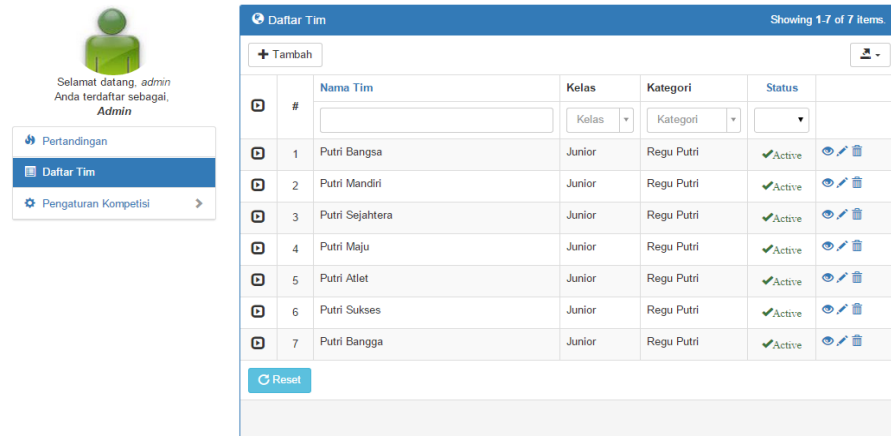 Selamat datang, admin
Anda terdaftar sebagai,
Admin
Pertandingan
Daftar Tim
Pengaturan Kompetisi
Daftar Tim Showing 1-7 of 7 items.
Tambah
# Nama Tim Kelas Kategori Status
Kelas Kategori
1 Putri Bangsa Junior Regu Putri Active
2 Putri Mandiri Junior Regu Putri Active
3 Putri Sejahtera Junior Regu Putri Active
4 Putri Maju Junior Regu Putri Active
5 Putri Atlet Junior Regu Putri Active
6 Putri Sukses Junior Regu Putri Active
7 Putri Bangga Junior Regu Putri Active
Reset